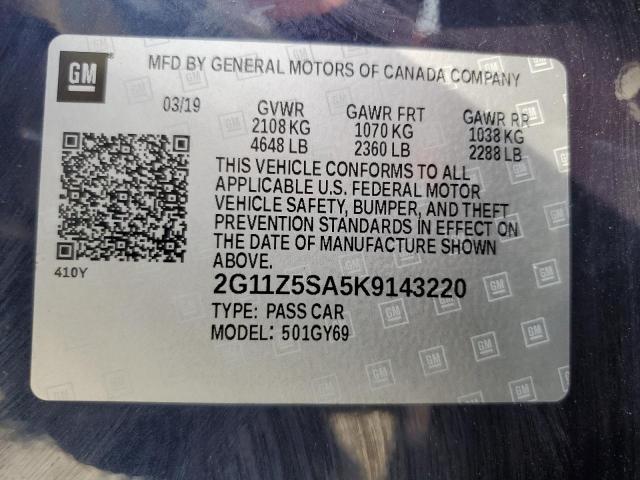 GM
MFD BY GENERAL MOTORS OF CANADA COMPANY
03/19 GVWR GAWR FRT GAWR RR
2108 KG 1070 KG 1038 KG
4648 LB 2360 LB 2288 LB
THIS VEHICLE CONFORMS TO ALL
APPLICABLE U.S. FEDERAL MOTOR
VEHICLE SAFETY, BUMPER, AND THEFT
PREVENTION STANDARDS IN EFFECT ON
THE DATE OF MANUFACTURE SHOWN
ABOVE.
410Y
2G11Z5SA5K9143220
TYPE: PASS CAR
MODEL: 501GY69